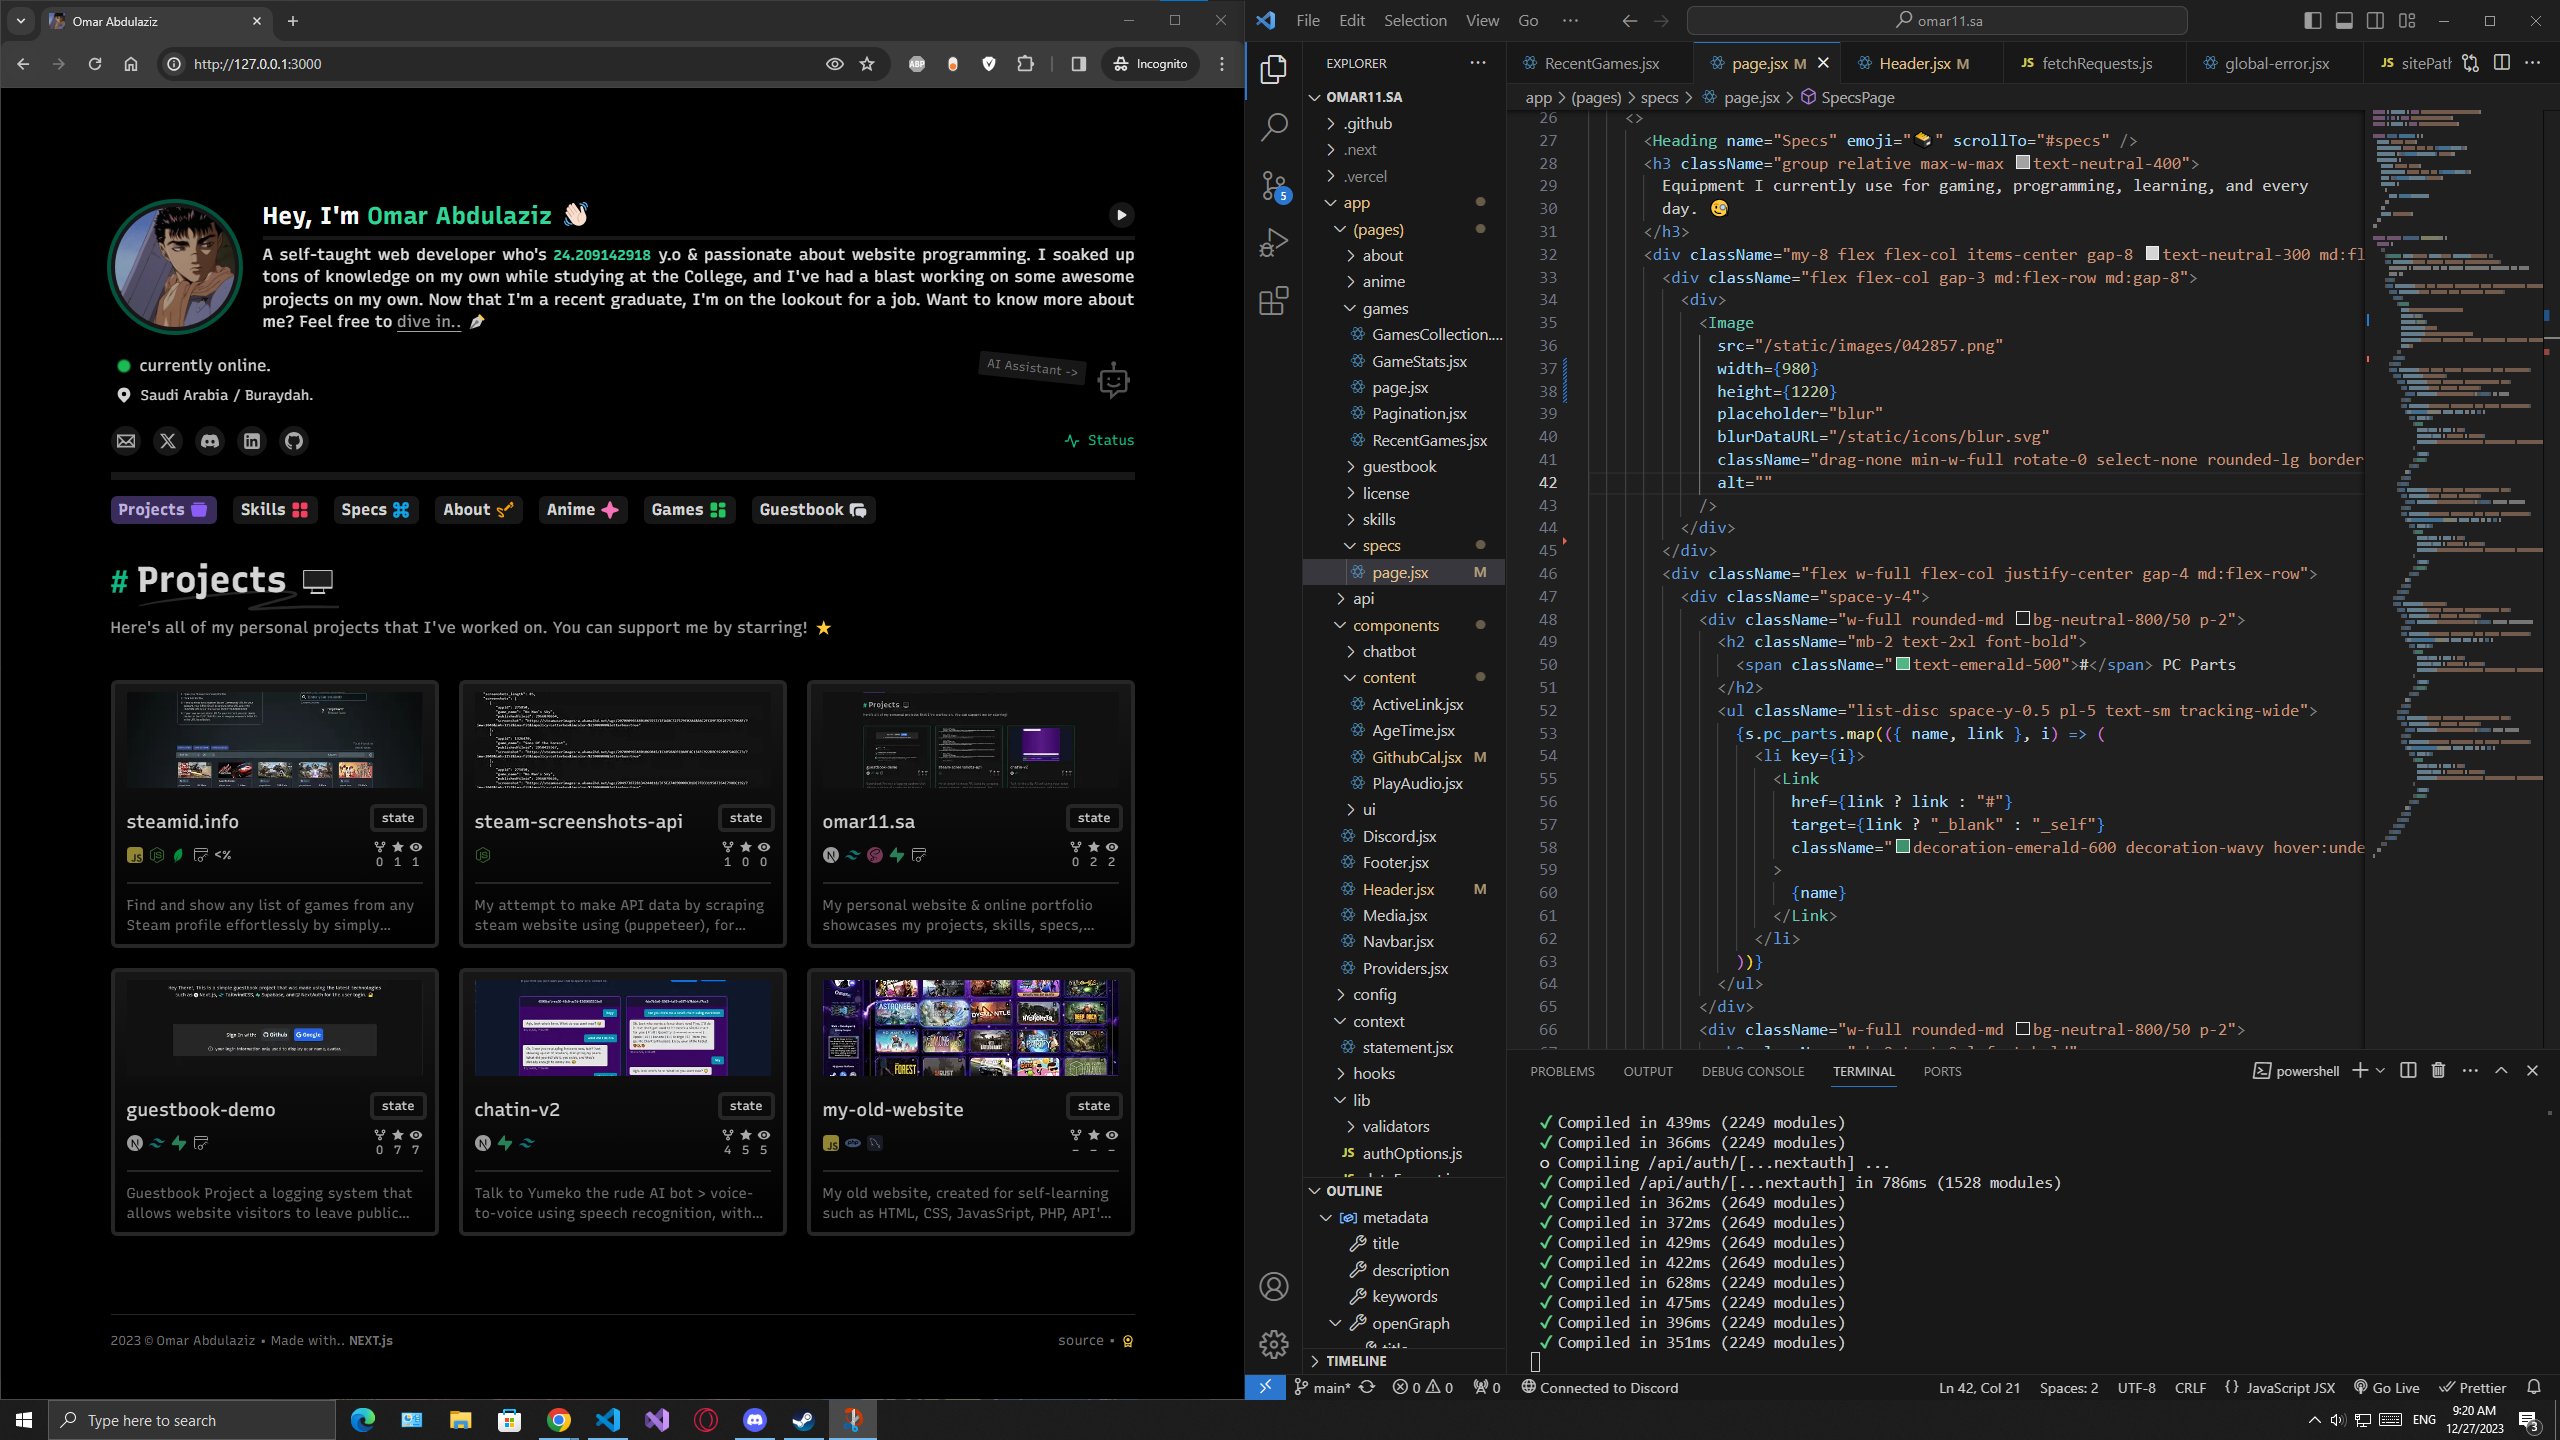 Omar Abdulaziz
http://127.0.0.1:3000
ABP
Incognito
Hey, I'm Omar Abdulaziz 👋🏻
A self-taught web developer who's 24.209142918 y.o & passionate about website programming. I soaked up
tons of knowledge on my own while studying at the College, and I've had a blast working on some awesome
projects on my own. Now that I'm a recent graduate, I'm on the lookout for a job. Want to know more about
me? Feel free to dive in..
currently online.
AI Assistant ->
Saudi Arabia / Buraydah.
Status
Projects
Skills
Specs
About
Anime
Games
Guestbook
# Projects
Here's all of my personal projects that I've worked on. You can support me by starring! ⭐
steamid.info
state
0 1 1
Find and show any list of games from any
Steam profile effortlessly by simply...
steam-screenshots-api
state
1 0 0
My attempt to make API data by scraping
steam website using (puppeteer), for...
omar11.sa
state
0 2 2
My personal website & online portfolio
showcases my projects, skills, specs,...
guestbook-demo
state
0 7 7
Guestbook Project a logging system that
allows website visitors to leave public...
chatin-v2
state
4 5 5
Talk to Yumeko the rude AI bot > voice-
to-voice using speech recognition, with...
my-old-website
state
– – –
My old website, created for self-learning
such as HTML, CSS, JavasSript, PHP, API'...
2023 © Omar Abdulaziz • Made with.. NEXT.js
source •
File Edit Selection View Go ···
omar11.sa
EXPLORER
OMAR11.SA
.github
.next
.vercel
app
(pages)
about
anime
games
GamesCollection....
GameStats.jsx
page.jsx
Pagination.jsx
RecentGames.jsx
guestbook
license
skills
specs
page.jsx M
api
components
chatbot
content
ActiveLink.jsx
AgeTime.jsx
GithubCal.jsx M
PlayAudio.jsx
ui
Discord.jsx
Footer.jsx
Header.jsx M
Media.jsx
Navbar.jsx
Providers.jsx
config
context
statement.jsx
hooks
lib
validators
JS authOptions.js
OUTLINE
metadata
title
description
keywords
openGraph
TIMELINE
5
RecentGames.jsx
page.jsx M
Header.jsx M
JS fetchRequests.js
global-error.jsx
JS sitePath
app > (pages) > specs > page.jsx > SpecsPage
26 <>
27 <Heading name="Specs" emoji="" scrollTo="#specs" />
28 <h3 className="group relative max-w-max text-neutral-400">
29 Equipment I currently use for gaming, programming, learning, and every
30 day. 🧐
31 </h3>
32 <div className="my-8 flex flex-col items-center gap-8 text-neutral-300 md:fl
33 <div className="flex flex-col gap-3 md:flex-row md:gap-8">
34 <div>
35 <Image
36 src="/static/images/042857.png"
37 width={980}
38 height={1220}
39 placeholder="blur"
40 blurDataURL="/static/icons/blur.svg"
41 className="drag-none min-w-full rotate-0 select-none rounded-lg border
42 alt=""
43 />
44 </div>
45 </div>
46 <div className="flex w-full flex-col justify-center gap-4 md:flex-row">
47 <div className="space-y-4">
48 <div className="w-full rounded-md bg-neutral-800/50 p-2">
49 <h2 className="mb-2 text-2xl font-bold">
50 <span className="text-emerald-500">#</span> PC Parts
51 </h2>
52 <ul className="list-disc space-y-0.5 pl-5 text-sm tracking-wide">
53 {s.pc_parts.map(({ name, link }, i) => (
54 <li key={i}>
55 <Link
56 href={link ? link : "#"}
57 target={link ? "_blank" : "_self"}
58 className="decoration-emerald-600 decoration-wavy hover:unde
59 >
60 {name}
61 </Link>
62 </li>
63 ))}
64 </ul>
65 </div>
66 <div className="w-full rounded-md bg-neutral-800/50 p-2">
PROBLEMS OUTPUT DEBUG CONSOLE TERMINAL PORTS
powershell
✓ Compiled in 439ms (2249 modules)
✓ Compiled in 366ms (2249 modules)
o Compiling /api/auth/[...nextauth] ...
✓ Compiled /api/auth/[...nextauth] in 786ms (1528 modules)
✓ Compiled in 362ms (2649 modules)
✓ Compiled in 372ms (2649 modules)
✓ Compiled in 429ms (2649 modules)
✓ Compiled in 422ms (2649 modules)
✓ Compiled in 628ms (2249 modules)
✓ Compiled in 475ms (2249 modules)
✓ Compiled in 396ms (2249 modules)
✓ Compiled in 351ms (2249 modules)
main*
0 0
0
Connected to Discord
Ln 42, Col 21
Spaces: 2
UTF-8
CRLF
{ } JavaScript JSX
Go Live
Prettier
Type here to search
ENG
9:20 AM
12/27/2023
3